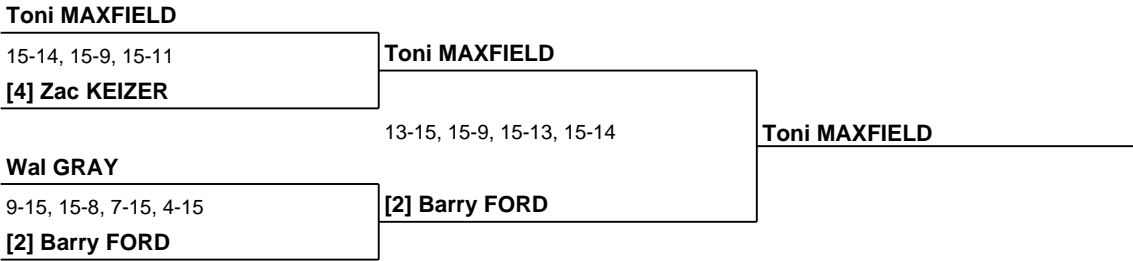 Toni MAXFIELD
15-14, 15-9, 15-11
[4] Zac KEIZER
Toni MAXFIELD
13-15, 15-9, 15-13, 15-14
Toni MAXFIELD
Wal GRAY
9-15, 15-8, 7-15, 4-15
[2] Barry FORD
[2] Barry FORD